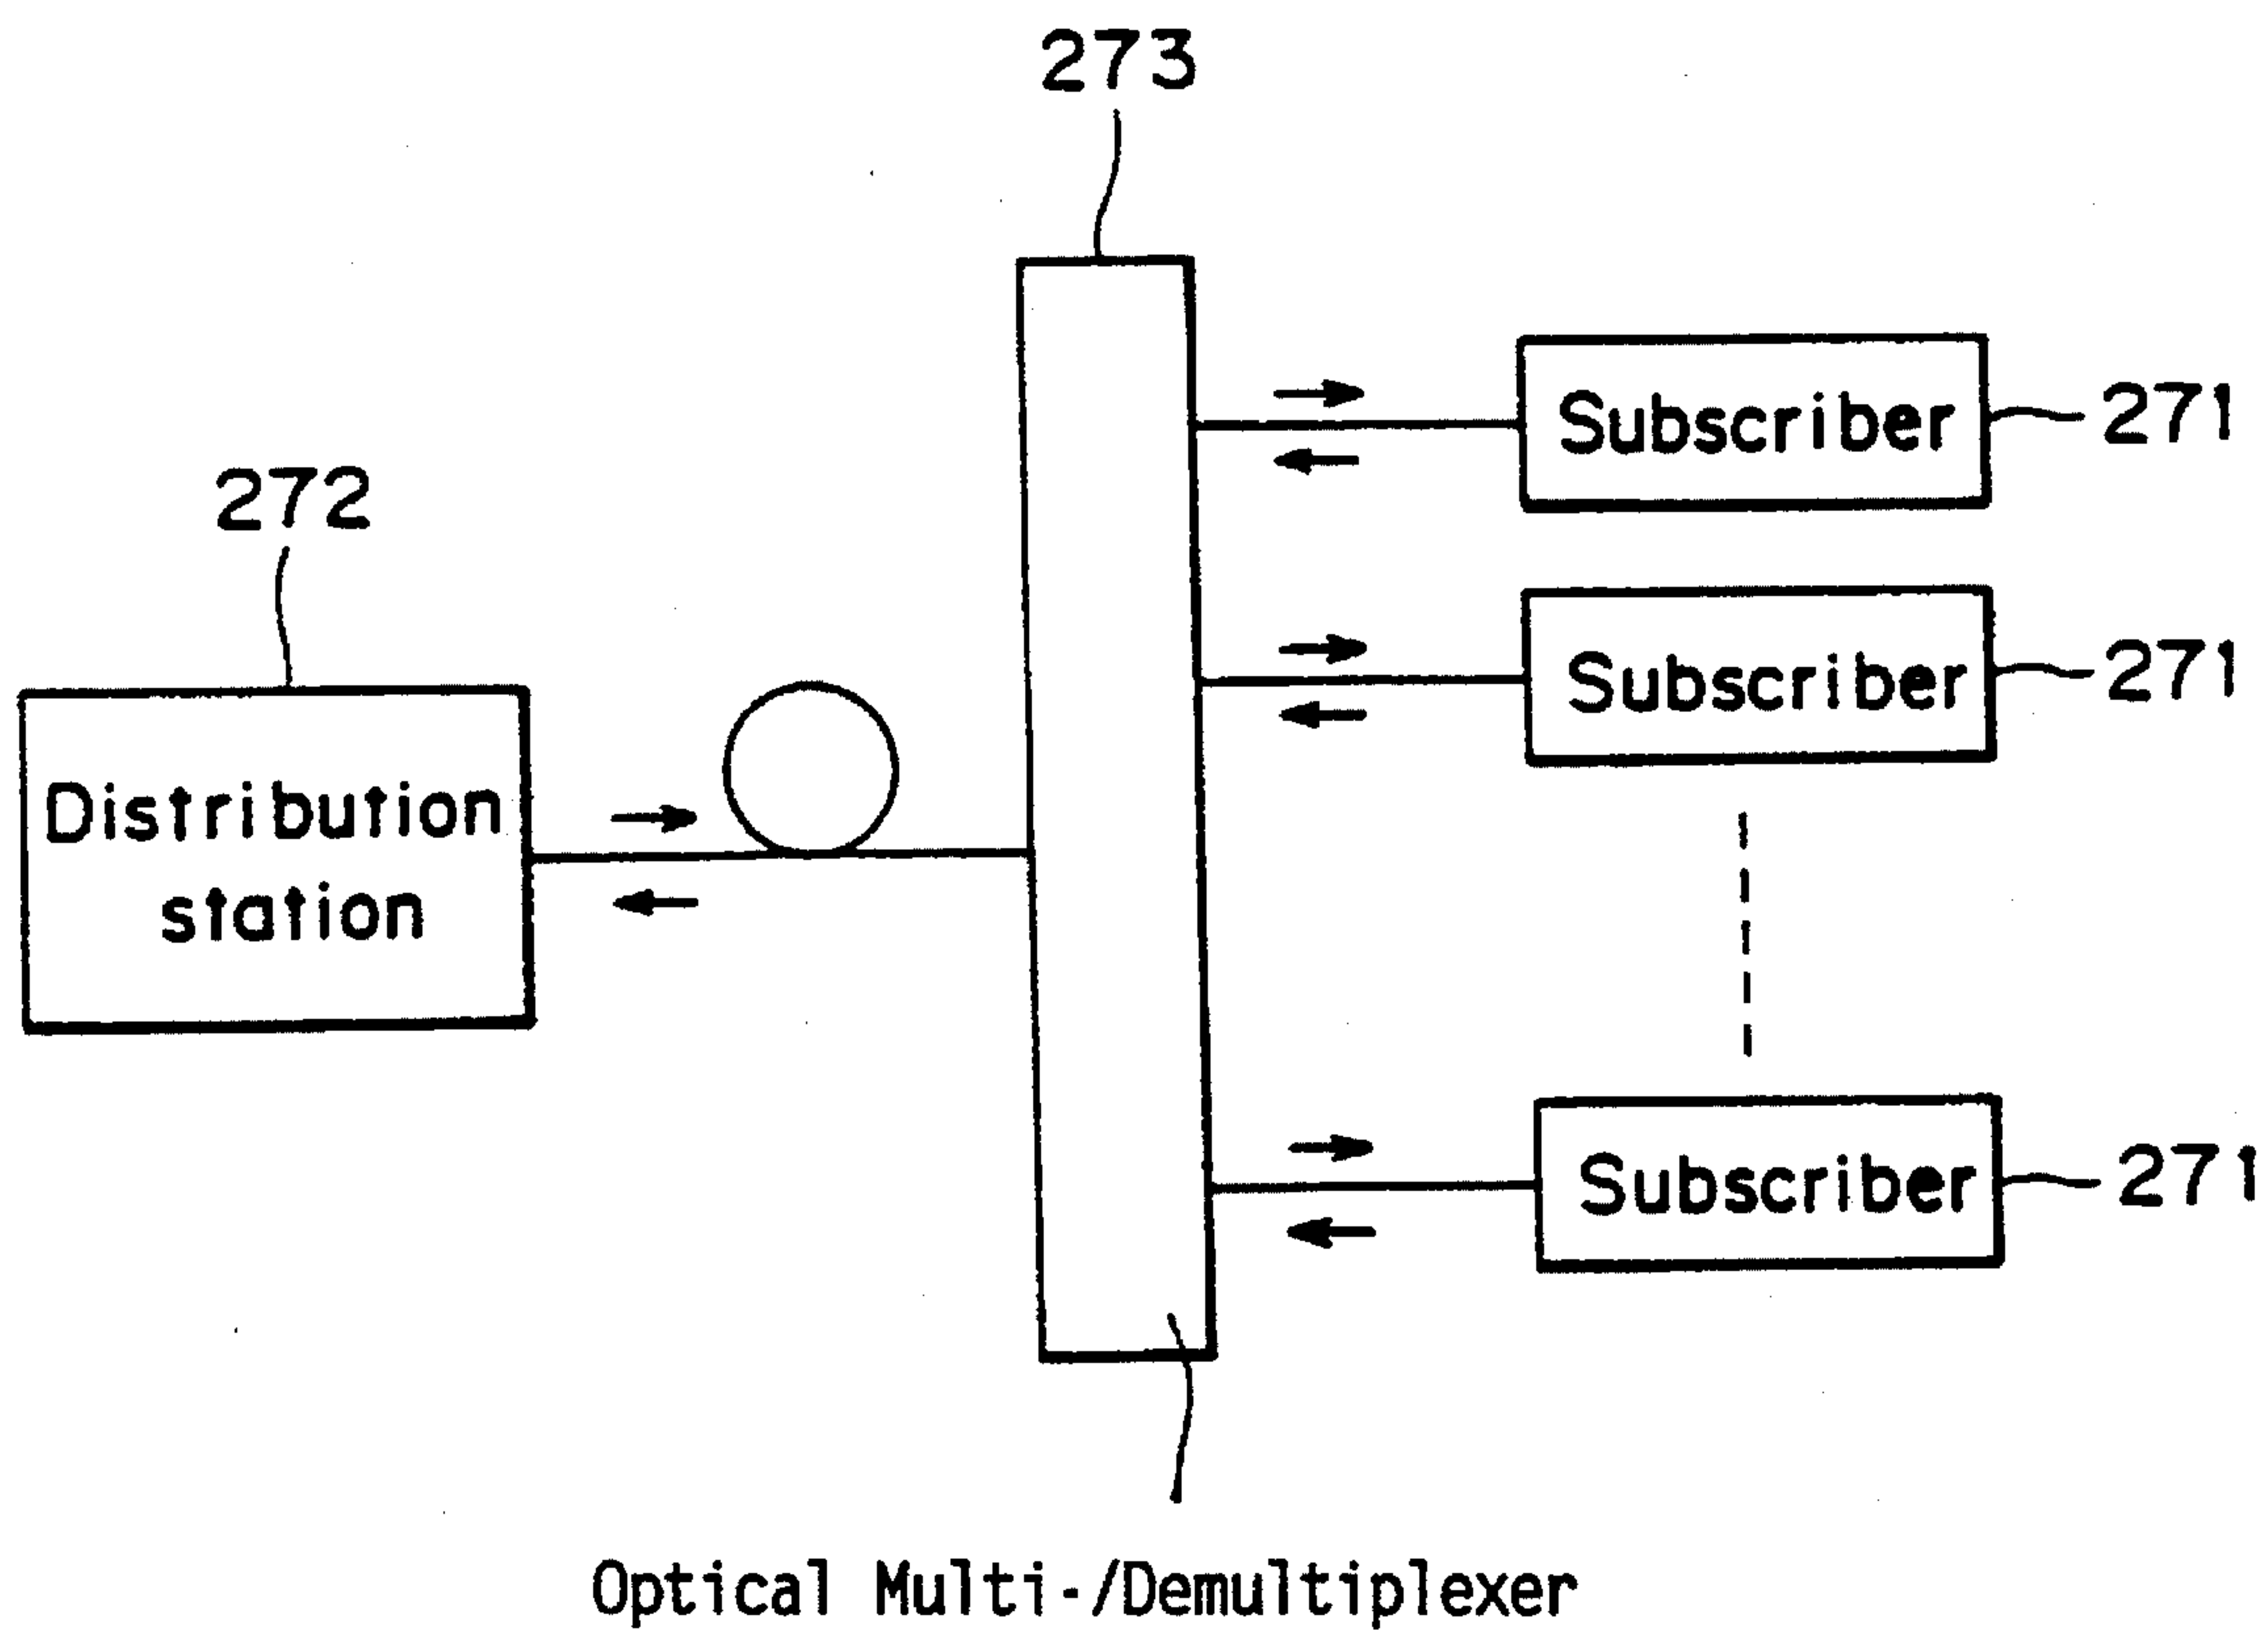 273
Subscriber 271
272
Subscriber 271
Distribution
station
Subscriber 271
Optical Multi-/Demultiplexer